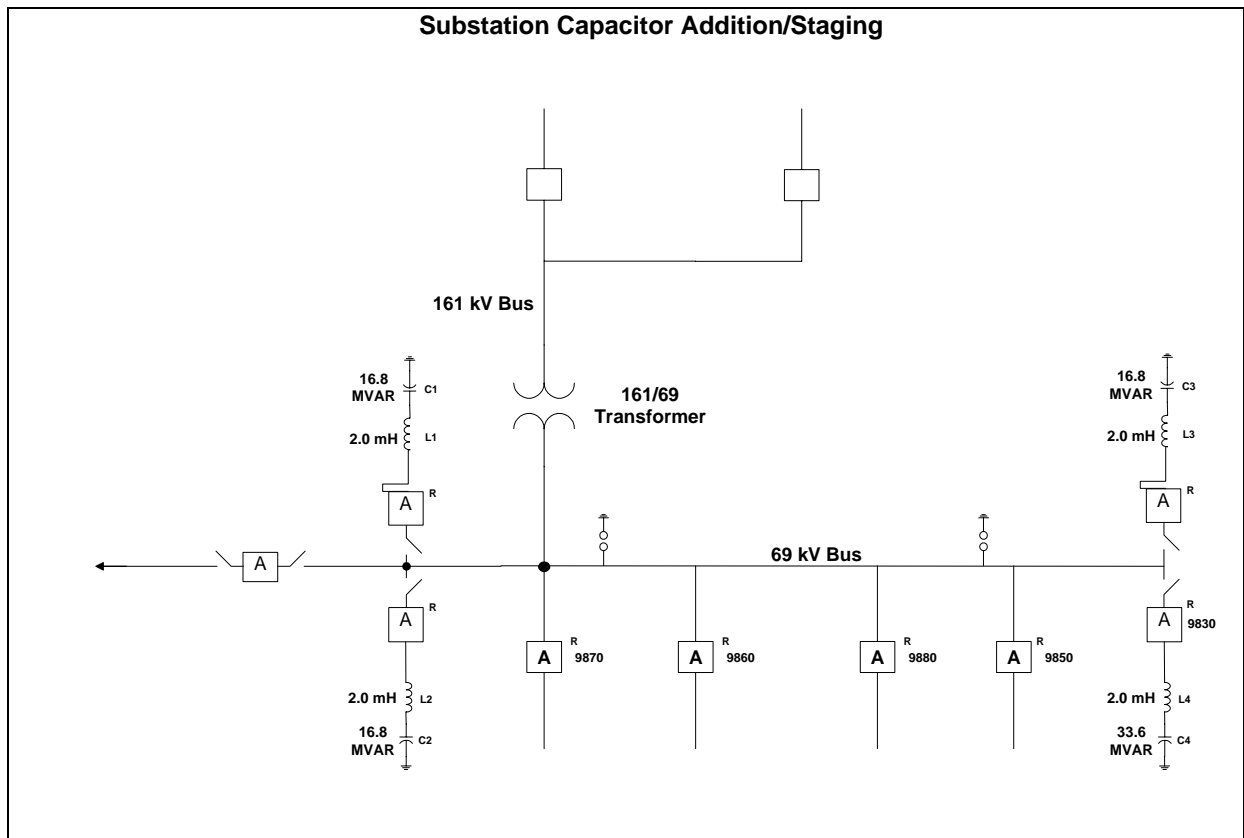 Substation Capacitor Addition/Staging
161 kV Bus
16.8
MVAR
C1
161/69
Transformer
16.8
MVAR
C3
2.0 mH
L1
2.0 mH
L3
A
R
A
R
69 kV Bus
A
A
R
A
R
9830
A
R
9870
A
R
9860
A
R
9880
A
R
9850
2.0 mH
L2
2.0 mH
L4
16.8
MVAR
C2
33.6
MVAR
C4